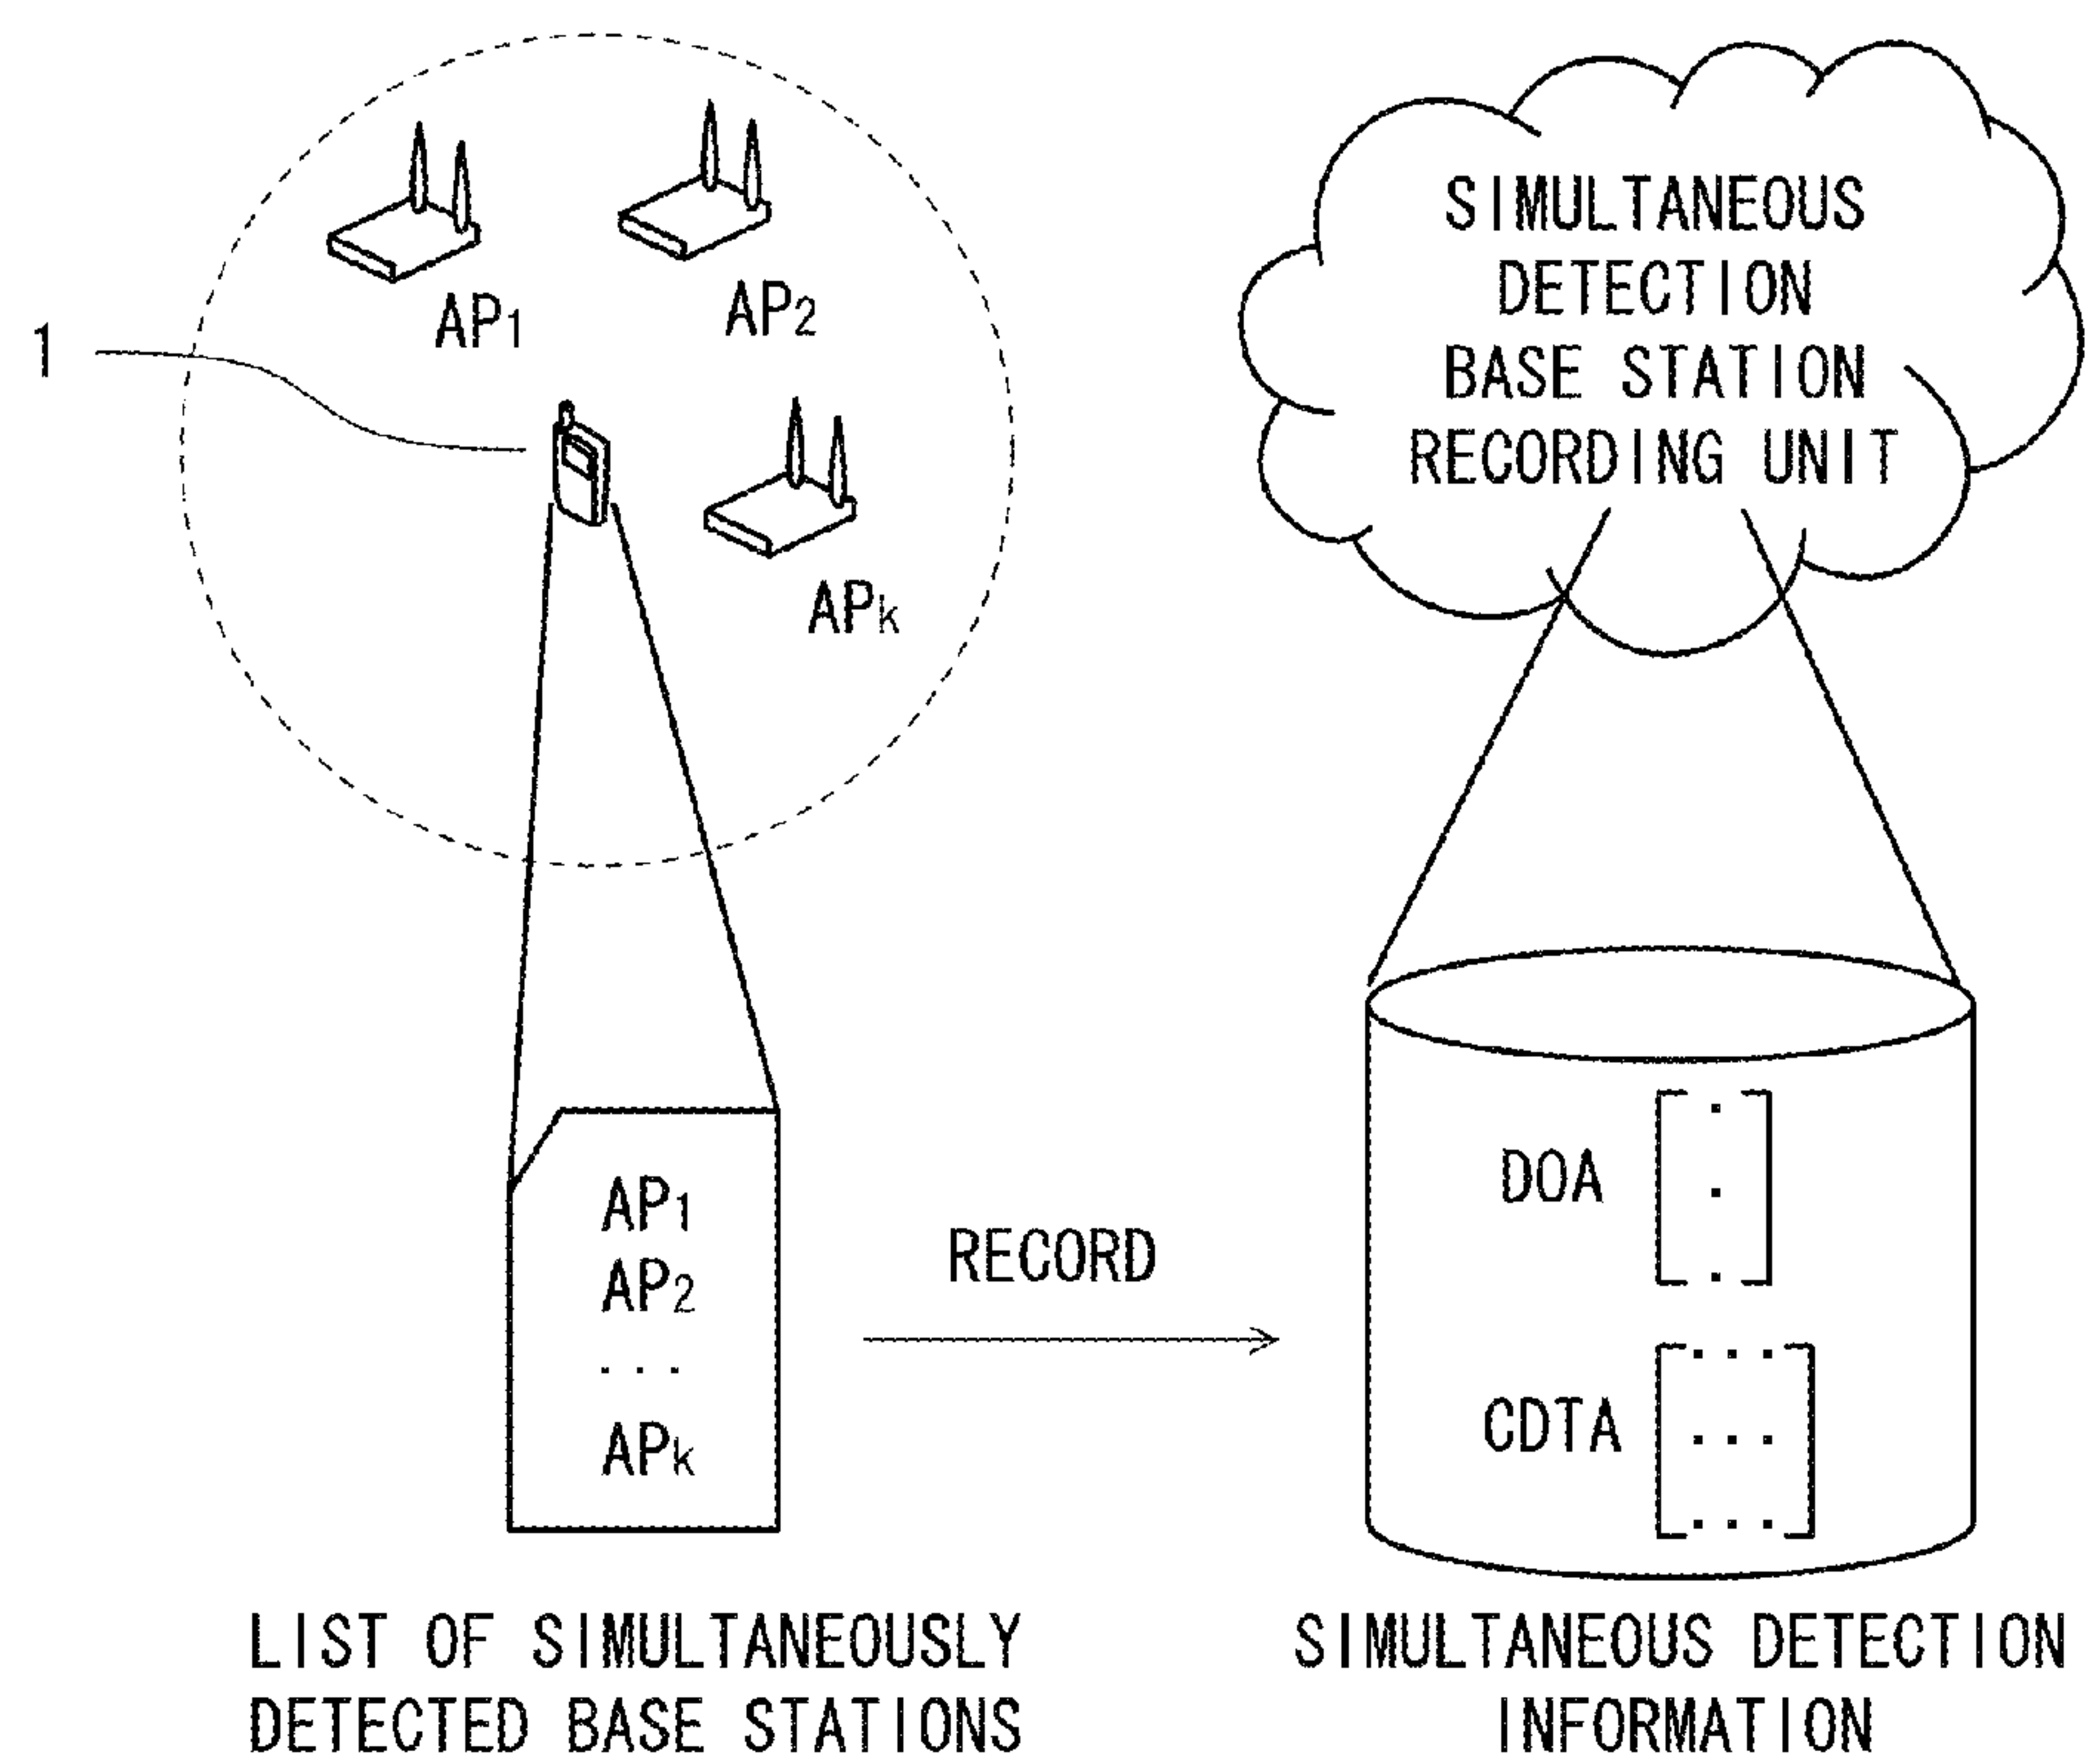 1
AP1
AP2
APk
AP1
AP2
...
APk
LIST OF SIMULTANEOUSLY
DETECTED BASE STATIONS
RECORD
SIMULTANEOUS
DETECTION
BASE STATION
RECORDING UNIT
DOA
CDTA
SIMULTANEOUS DETECTION
INFORMATION